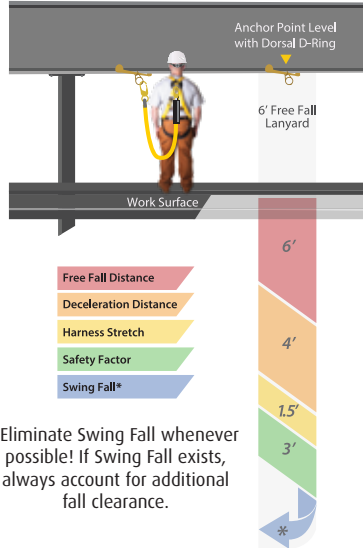 Anchor Point Level
with Dorsal D-Ring
6' Free Fall
Lanyard
Work Surface
6'
Free Fall Distance
Deceleration Distance
4'
Harness Stretch
Safety Factor
1.5'
Swing Fall*
3'
Eliminate Swing Fall whenever
possible! If Swing Fall exists,
always account for additional
fall clearance.
*